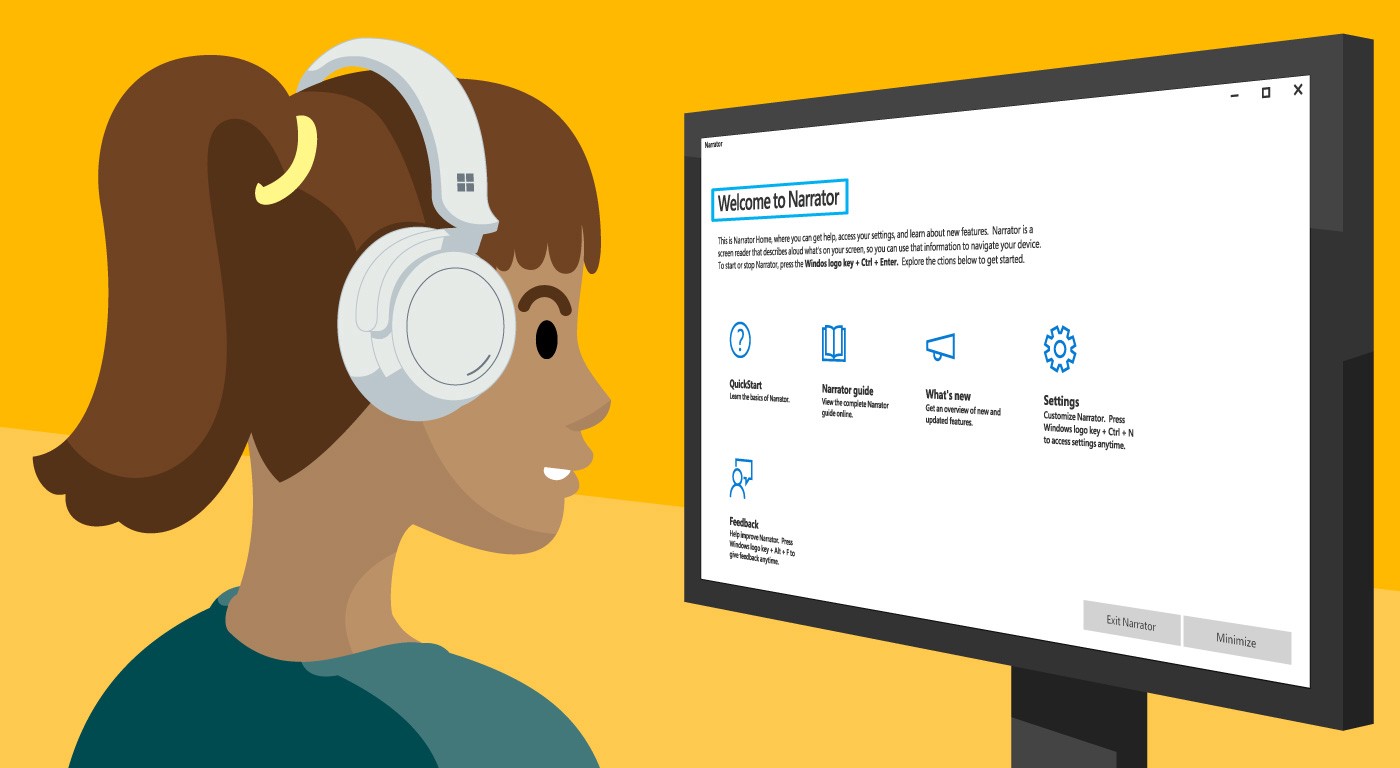 Narrator
Welcome to Narrator
This is Narrator Home, where you can get help, access your settings, and learn about new features. Narrator is a
screen reader that describes aloud what's on your screen, so you can use that information to navigate your device.
To start or stop Narrator, press the Windos logo key + Ctrl + Enter. Explore the ctions below to get started.
QuickStart
Learn the basics of Narrator.
Narrator guide
View the complete Narrator
guide online.
What's new
Get an overview of new and
updated features.
Settings
Customize Narrator. Press
Windows logo key + Ctrl + N
to access settings anytime.
Feedback
Help improve Narrator. Press
Windows logo key + Alt + F to
give feedback anytime.
Exit Narrator
Minimize